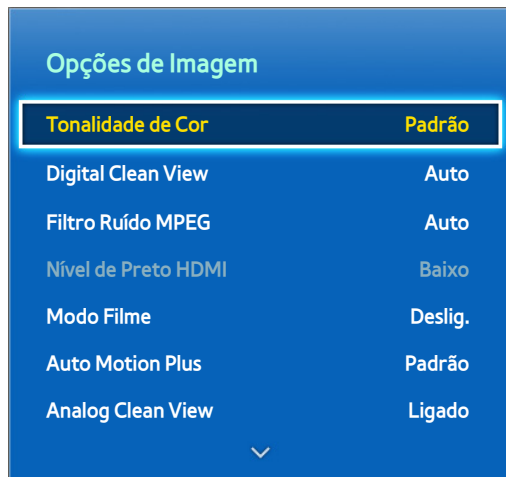 Opções de Imagem
Tonalidade de Cor Padrão
Digital Clean View Auto
Filtro Ruído MPEG Auto
Nível de Preto HDMI Baixo
Modo Filme Deslig.
Auto Motion Plus Padrão
Analog Clean View Ligado